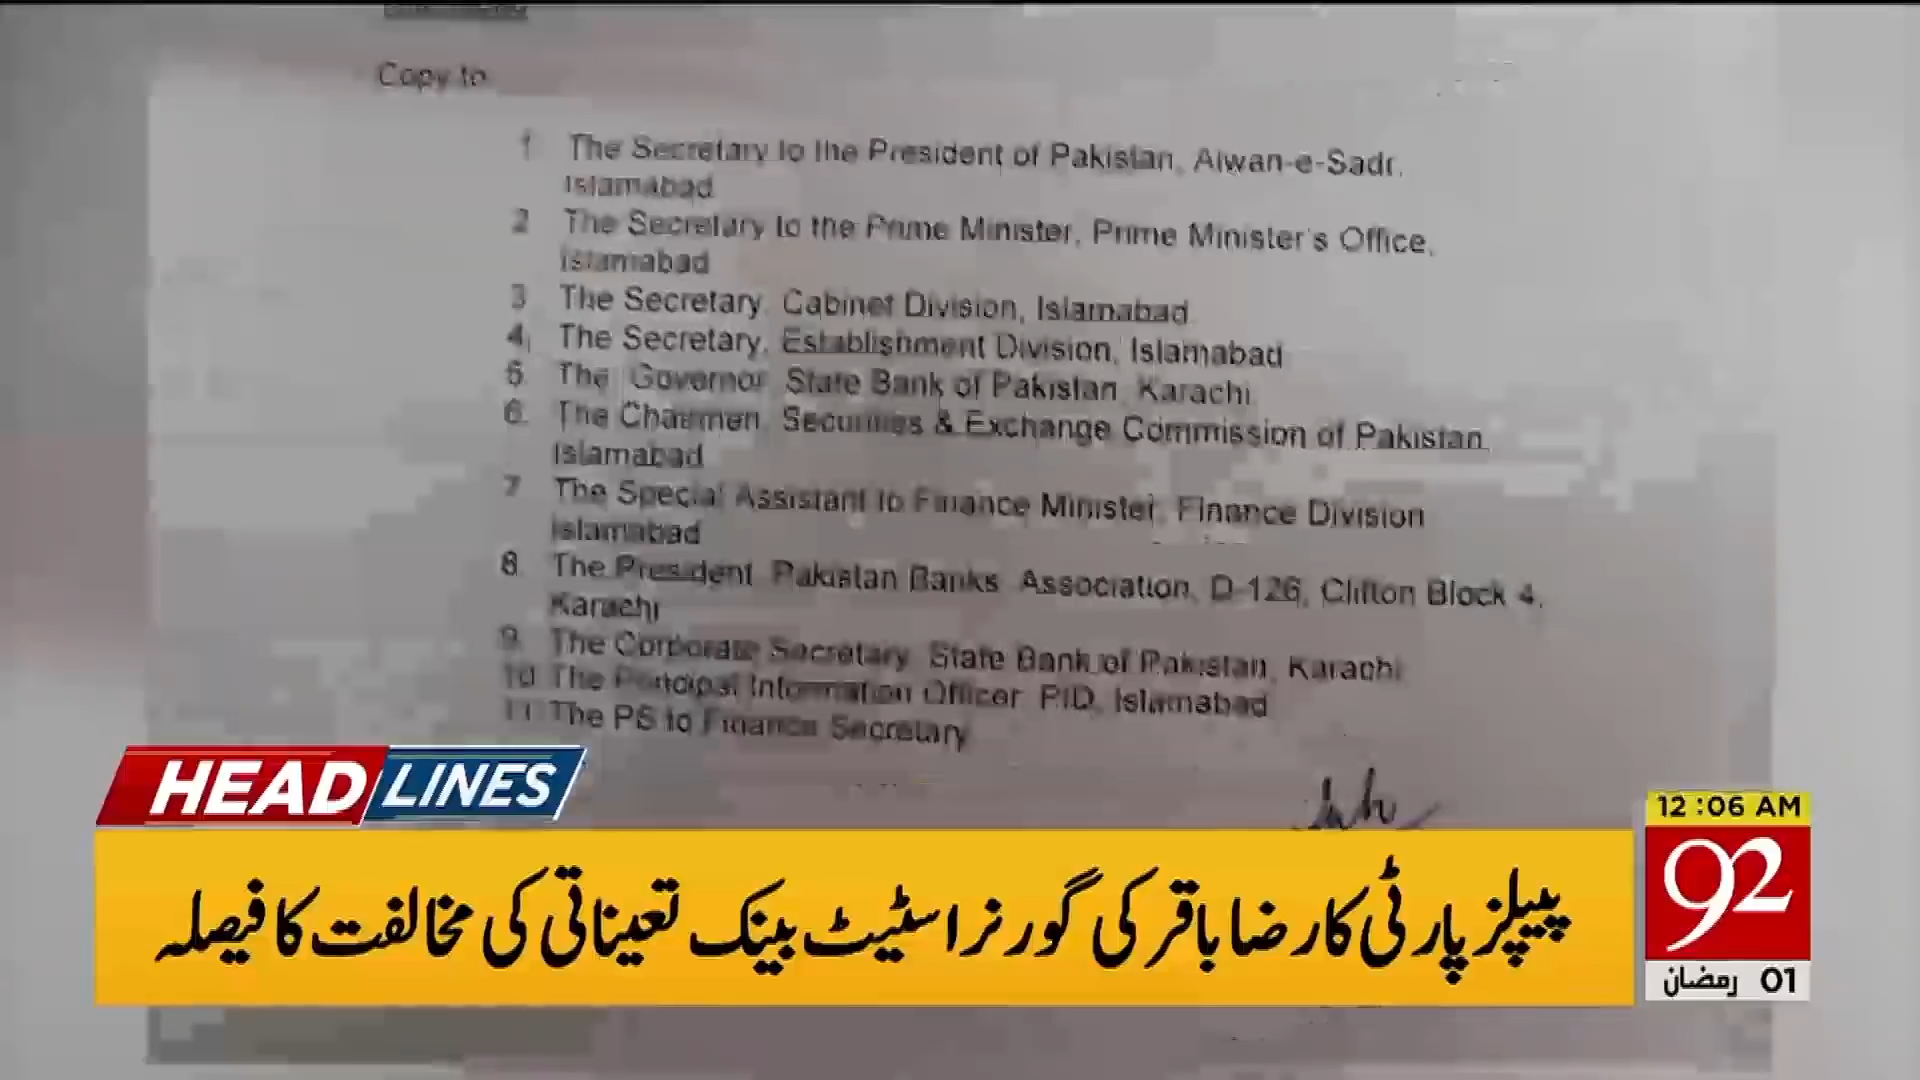 Copy to
1 The Secretary to the President of Pakistan, Aiwan-e-Sadr,
Islamabad
2 The Secretary to the Prime Minister, Prime Minister's Office,
Islamabad
3 The Secretary, Cabinet Division, Islamabad
4 The Secretary, Establishment Division, Islamabad
5 The Governor State Bank of Pakistan, Karachi
6. The Chairmen, Securities & Exchange Commission of Pakistan,
Islamabad
7 The Special Assistant to Finance Minister, Finance Division
Islamabad
8. The President Pakistan Banks Association, D-126, Clifton Block 4,
Karachi
9. The Corporate Secretary, State Bank of Pakistan, Karachi
10 The Principal Information Officer PID, Islamabad
11 The PS to Finance Secretary
HEADLINES
12:06 AM
92
پیپلز پارٹی کا رضا باقر کی گورنر اسٹیٹ بینک تعیناتی کی مخالفت کا فیصلہ
01 رمضان